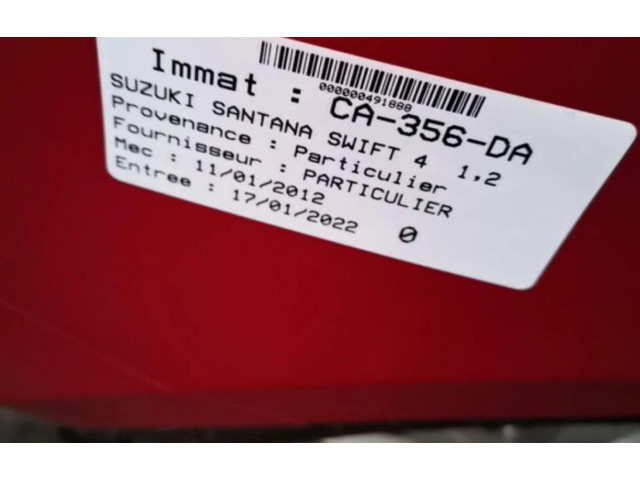 000000491888
Immat : CA-356-DA
SUZUKI SANTANA SWIFT 4 1,2
Provenance : Particulier
Fournisseur : PARTICULIER
Mec : 11/01/2012
Entree : 17/01/2022 0